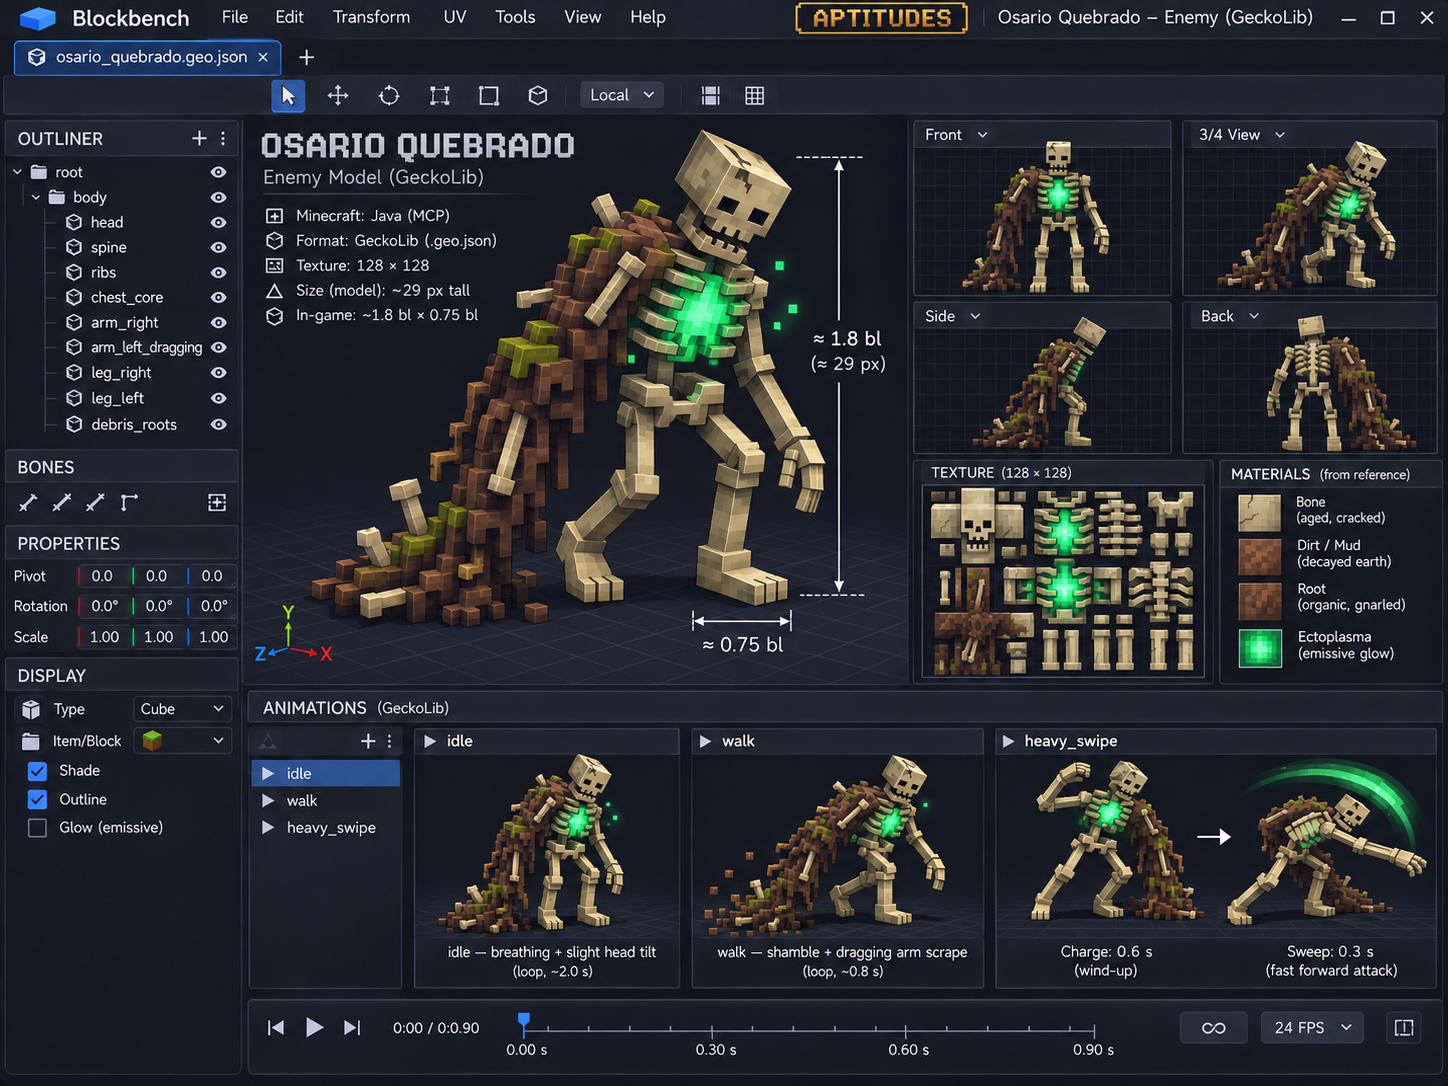 Blockbench
File Edit Transform UV Tools View Help
APTITUDES
Osario Quebrado – Enemy (GeckoLib)
osario_quebrado.geo.json
Local
OUTLINER
root
body
head
spine
ribs
chest_core
arm_right
arm_left_dragging
leg_right
leg_left
debris_roots
BONES
PROPERTIES
Pivot 0.0 0.0 0.0
Rotation 0.0° 0.0° 0.0°
Scale 1.00 1.00 1.00
DISPLAY
Type Cube
Item/Block
Shade
Outline
Glow (emissive)
OSARIO QUEBRADO
Enemy Model (GeckoLib)
Minecraft: Java (MCP)
Format: GeckoLib (.geo.json)
Texture: 128 × 128
Size (model): ~29 px tall
In-game: ~1.8 bl × 0.75 bl
≈ 1.8 bl
(≈ 29 px)
≈ 0.75 bl
Y
Z
X
Front
3/4 View
Side
Back
TEXTURE (128 × 128)
MATERIALS (from reference)
Bone
(aged, cracked)
Dirt / Mud
(decayed earth)
Root
(organic, gnarled)
Ectoplasma
(emissive glow)
ANIMATIONS (GeckoLib)
idle
walk
heavy_swipe
idle
idle — breathing + slight head tilt
(loop, ~2.0 s)
walk
walk — shamble + dragging arm scrape
(loop, ~0.8 s)
heavy_swipe
Charge: 0.6 s
(wind-up)
Sweep: 0.3 s
(fast forward attack)
0:00 / 0:0.90
0.00 s
0.30 s
0.60 s
0.90 s
24 FPS